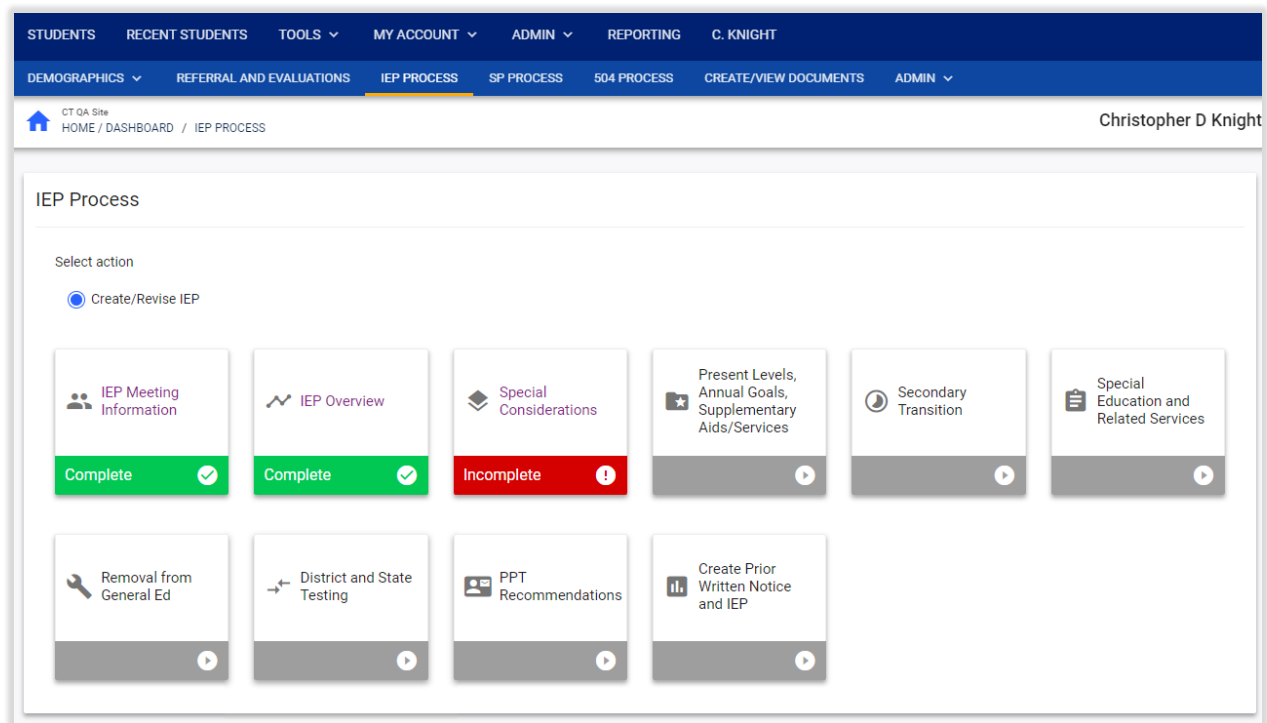 STUDENTS RECENT STUDENTS TOOLS MY ACCOUNT ADMIN REPORTING C. KNIGHT
DEMOGRAPHICS REFERRAL AND EVALUATIONS IEP PROCESS SP PROCESS 504 PROCESS CREATE/VIEW DOCUMENTS ADMIN
CT QA Site
HOME / DASHBOARD / IEP PROCESS
Christopher D Knight
IEP Process
Select action
Create/Revise IEP
IEP Meeting
Information
Complete
IEP Overview
Complete
Special
Considerations
Incomplete
Present Levels,
Annual Goals,
Supplementary
Aids/Services
Secondary
Transition
Special
Education and
Related Services
Removal from
General Ed
District and State
Testing
PPT
Recommendations
Create Prior
Written Notice
and IEP